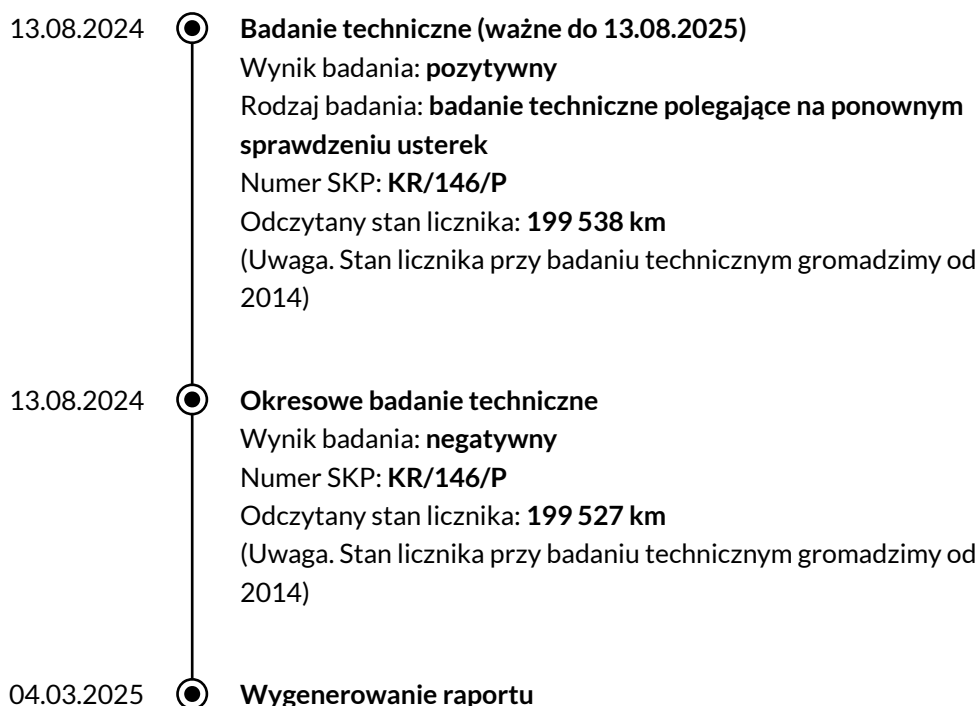 13.08.2024 Badanie techniczne (ważne do 13.08.2025)
Wynik badania: pozytywny
Rodzaj badania: badanie techniczne polegające na ponownym
sprawdzeniu usterek
Numer SKP: KR/146/P
Odczytany stan licznika: 199 538 km
(Uwaga. Stan licznika przy badaniu technicznym gromadzimy od
2014)
13.08.2024 Okresowe badanie techniczne
Wynik badania: negatywny
Numer SKP: KR/146/P
Odczytany stan licznika: 199 527 km
(Uwaga. Stan licznika przy badaniu technicznym gromadzimy od
2014)
04.03.2025 Wygenerowanie raportu